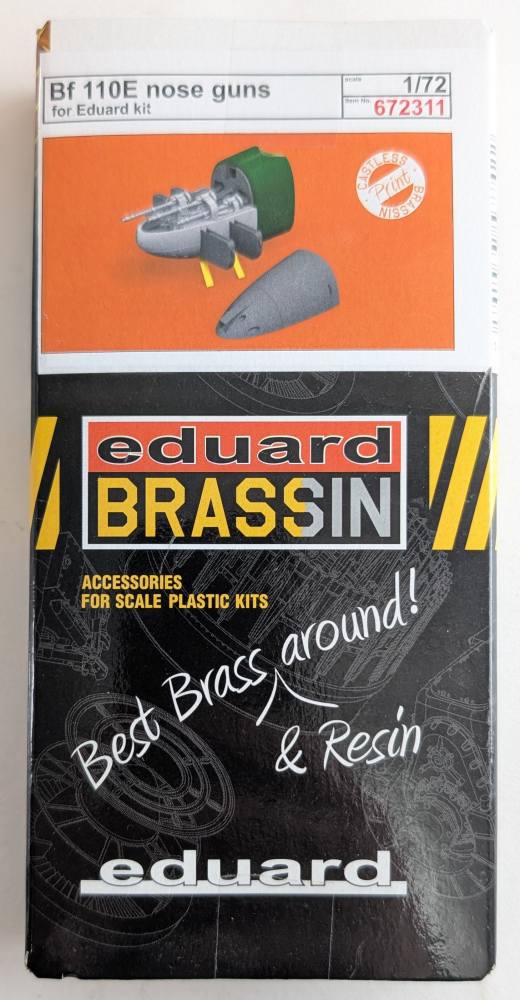 Bf 110E nose guns
for Eduard kit
scale 1/72
Item No. 672311
CASTLESS
Print
BRASSIN
eduard
BRASSIN
ACCESSORIES
FOR SCALE PLASTIC KITS
Best Brass around!
& Resin
eduard